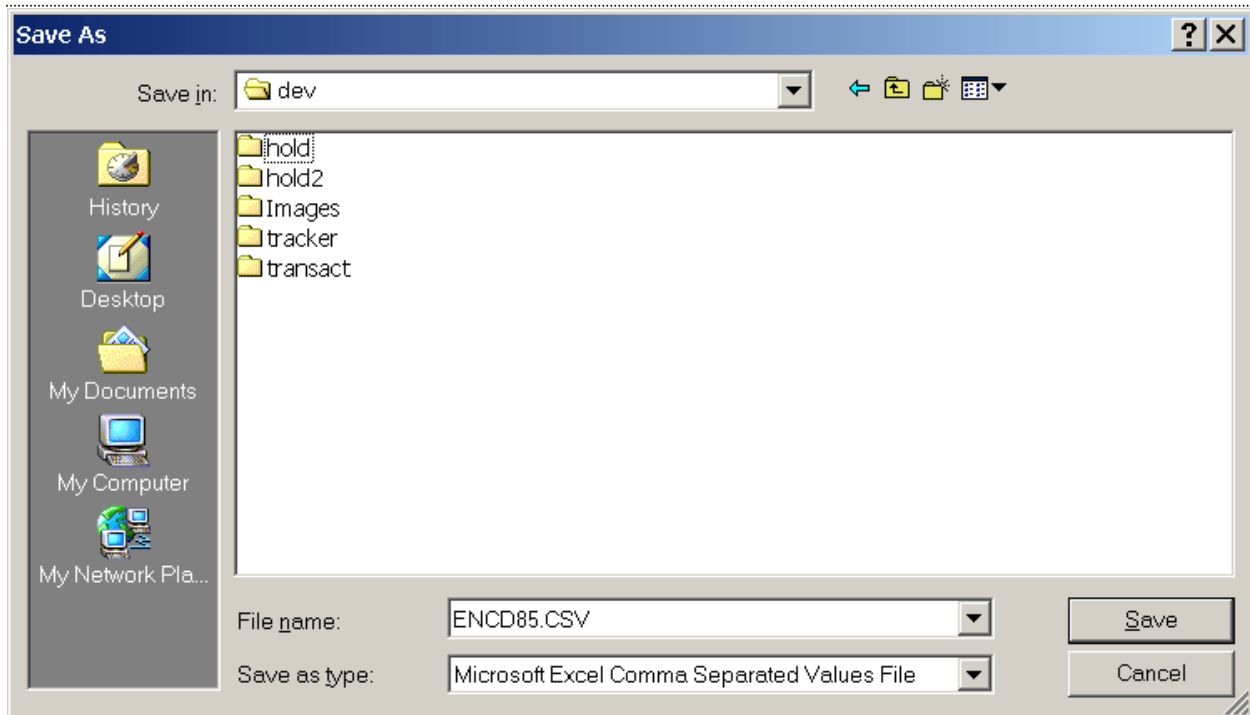 Save As
Save in:
dev
History
Desktop
My Documents
My Computer
My Network Pla...
hold
hold2
Images
tracker
transact
File name:
ENCD85.CSV
Save
Save as type:
Microsoft Excel Comma Separated Values File
Cancel